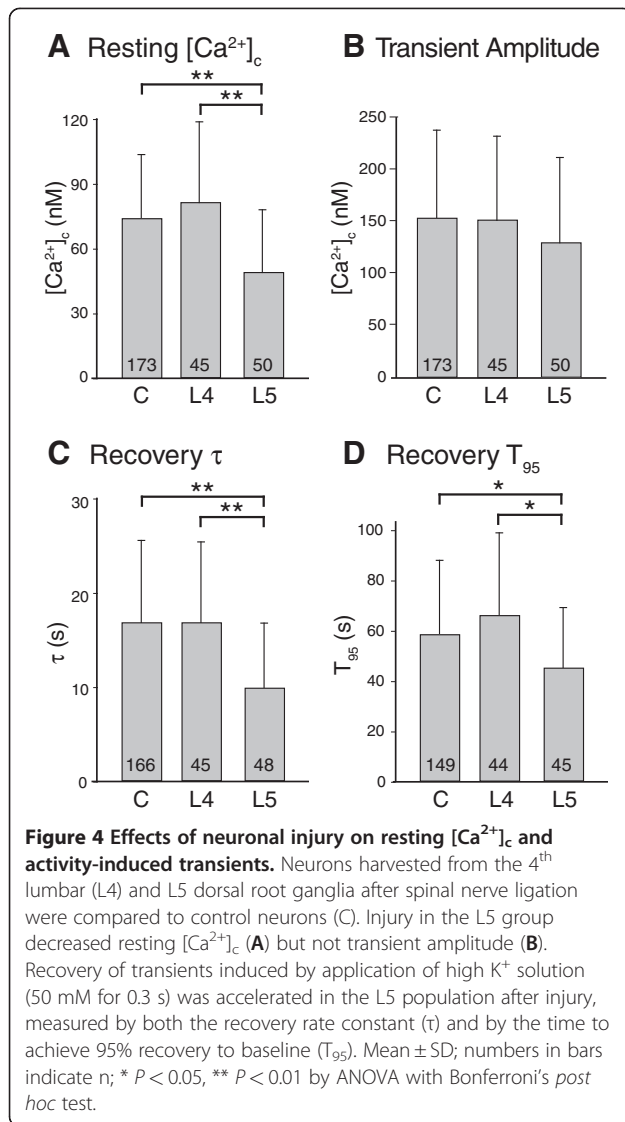 A Resting [Ca²⁺]c
**
**
120
90
60
30
0
[Ca²⁺]c (nM)
173 45 50
C L4 L5
B Transient Amplitude
250
200
150
100
50
0
[Ca²⁺]c (nM)
173 45 50
C L4 L5
C Recovery τ
**
**
30
20
10
0
τ (s)
166 45 48
C L4 L5
D Recovery T₉₅
*
*
100
80
60
40
20
0
T₉₅ (s)
149 44 45
C L4 L5
Figure 4 Effects of neuronal injury on resting [Ca²⁺]c and
activity-induced transients. Neurons harvested from the 4th
lumbar (L4) and L5 dorsal root ganglia after spinal nerve ligation
were compared to control neurons (C). Injury in the L5 group
decreased resting [Ca²⁺]c (A) but not transient amplitude (B).
Recovery of transients induced by application of high K⁺ solution
(50 mM for 0.3 s) was accelerated in the L5 population after injury,
measured by both the recovery rate constant (τ) and by the time to
achieve 95% recovery to baseline (T₉₅). Mean ± SD; numbers in bars
indicate n; * P < 0.05, ** P < 0.01 by ANOVA with Bonferroni's post
hoc test.